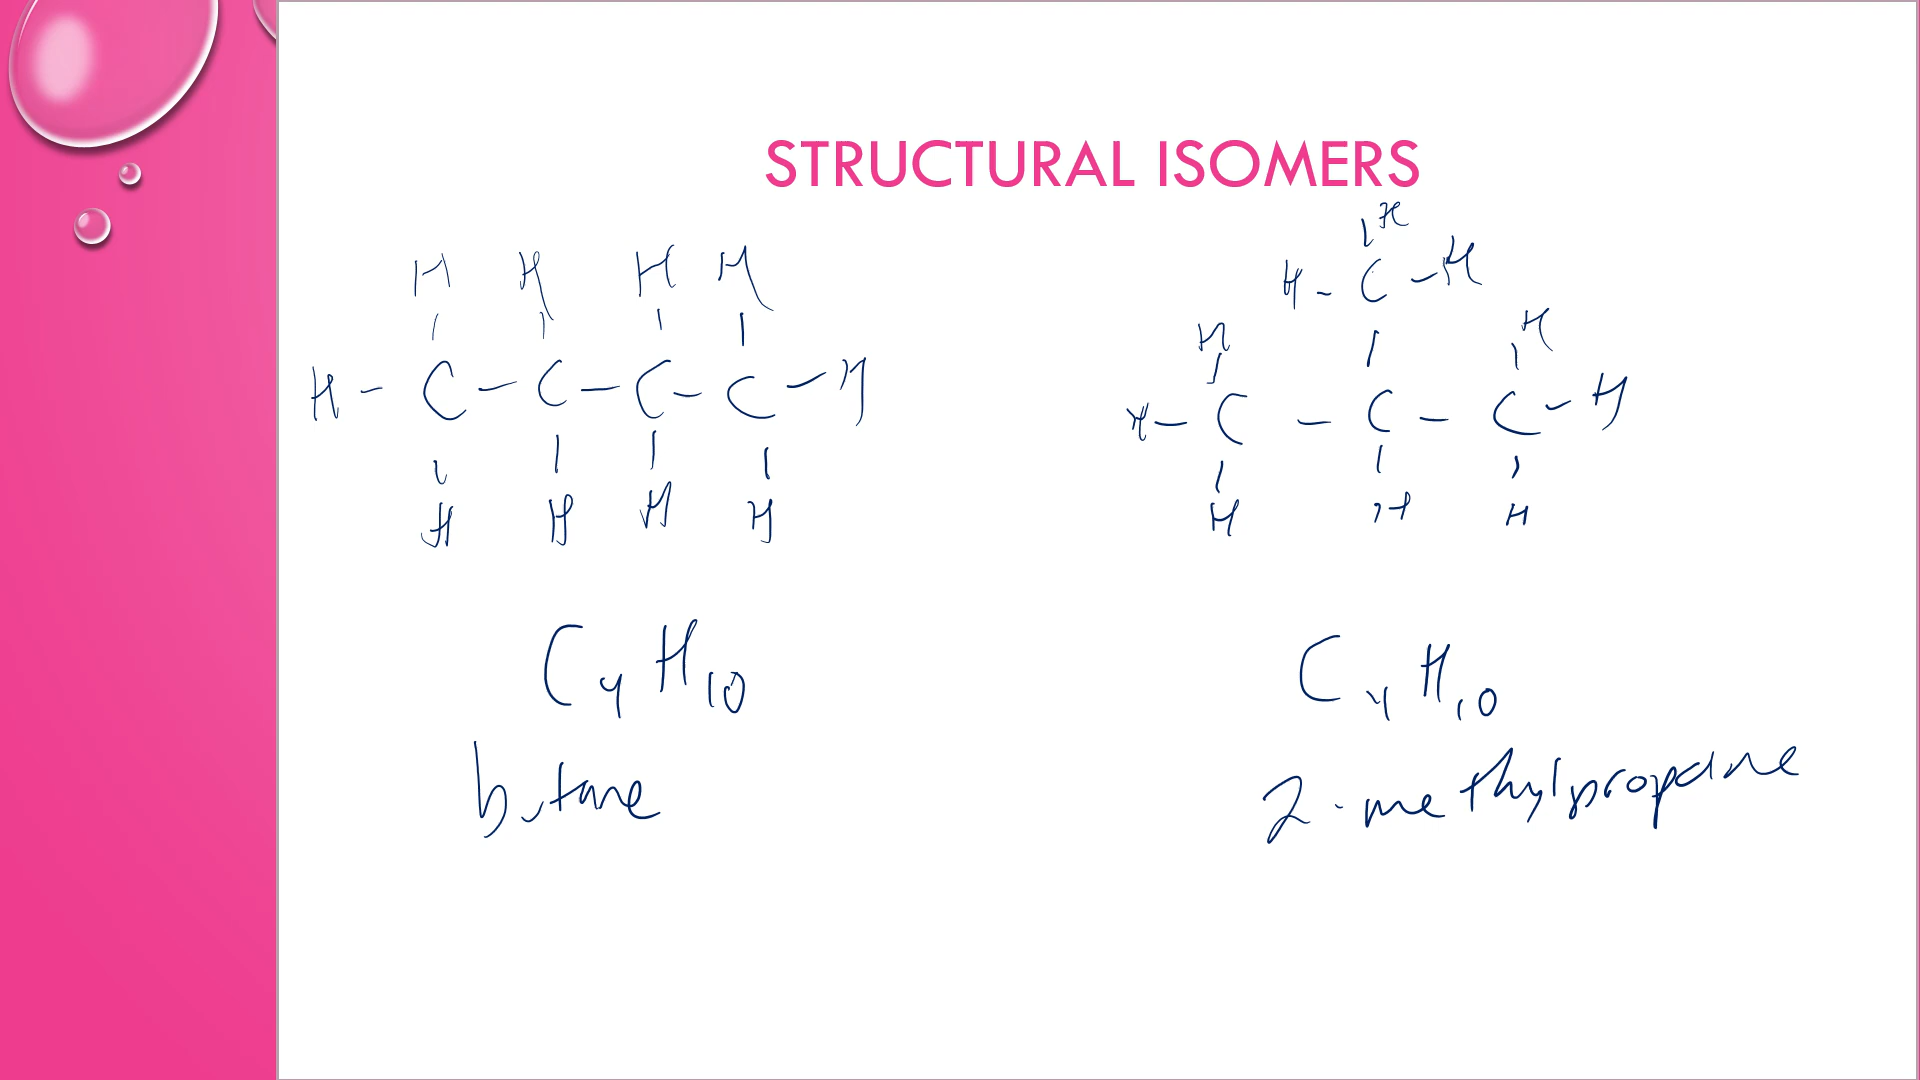 STRUCTURAL ISOMERS
H H H H
H - C - C - C - C - H
H H H H
C4H10
butane
H
H - C - H
H H
H - C - C - C - H
H H H
C4H10
2-methylpropane